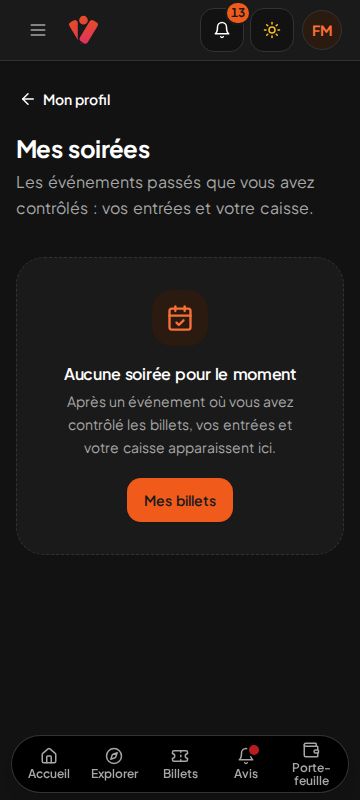 13
FM
Mon profil
Mes soirées
Les événements passés que vous avez
contrôlés : vos entrées et votre caisse.
Aucune soirée pour le moment
Après un événement où vous avez
contrôlé les billets, vos entrées et
votre caisse apparaissent ici.
Mes billets
Accueil
Explorer
Billets
Avis
Porte-
feuille